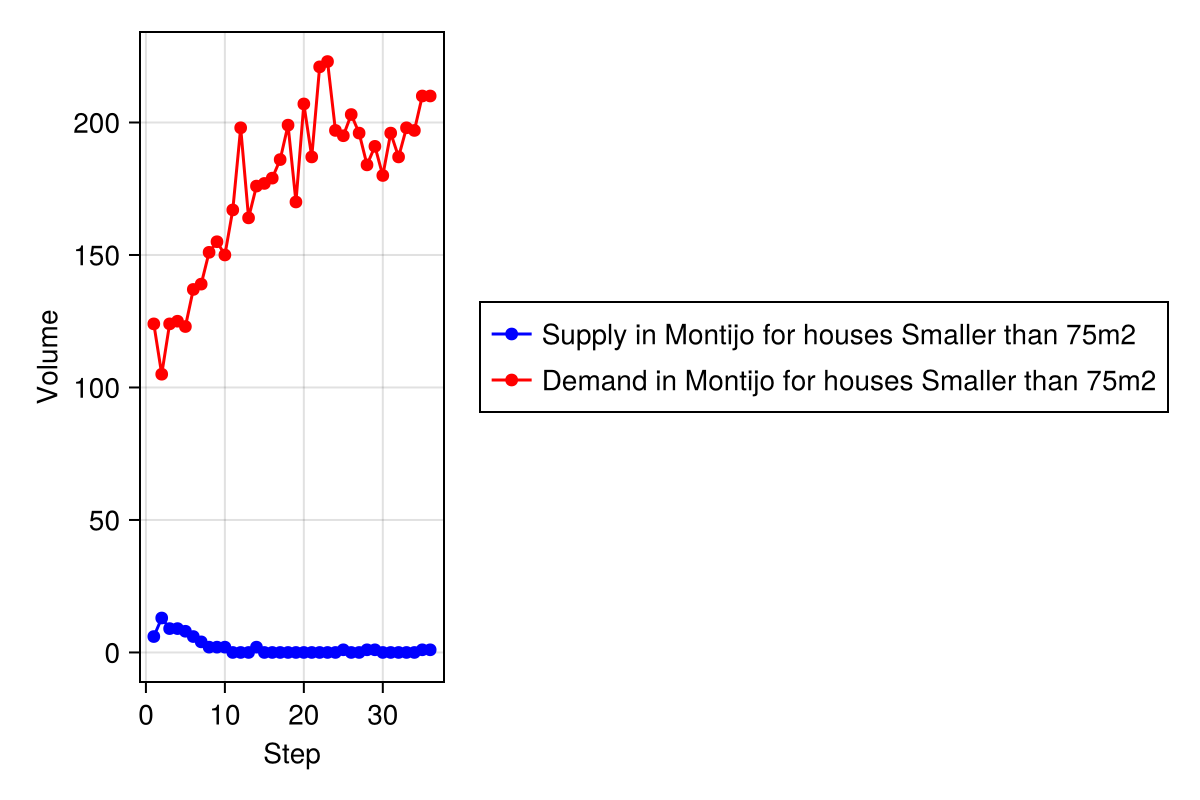 Volume
200
150
100
50
0
0 10 20 30
Step
Supply in Montijo for houses Smaller than 75m2
Demand in Montijo for houses Smaller than 75m2